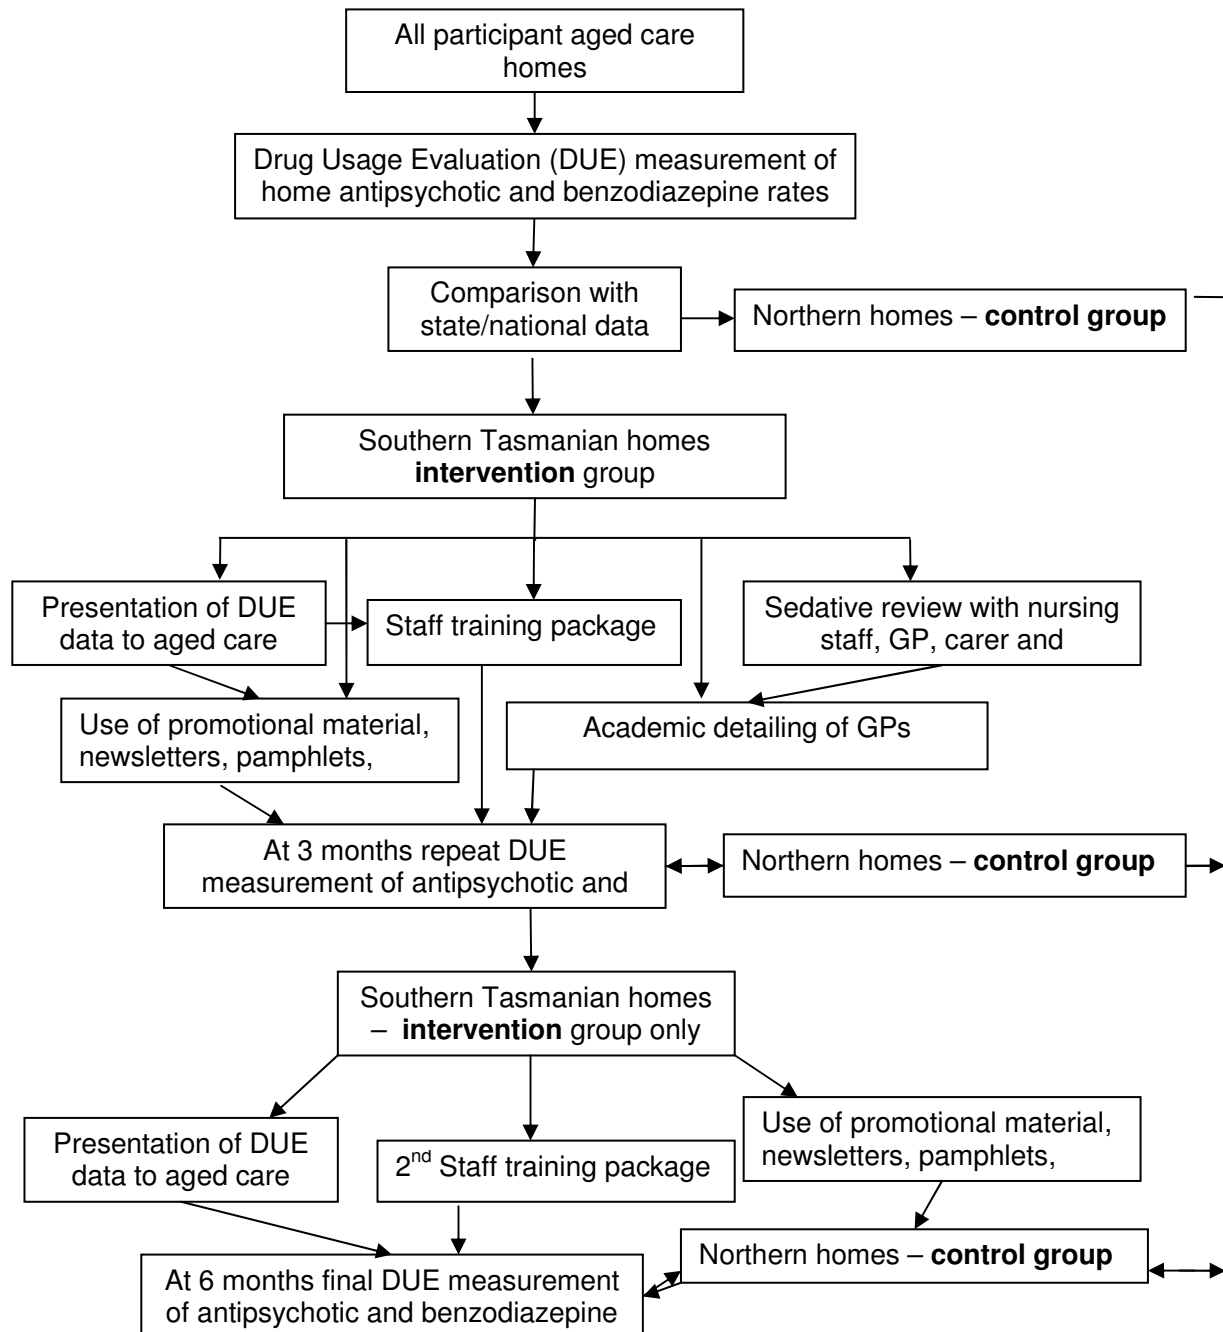 All participant aged care
homes
Drug Usage Evaluation (DUE) measurement of
home antipsychotic and benzodiazepine rates
Comparison with
state/national data
Northern homes – control group
Southern Tasmanian homes
intervention group
Presentation of DUE
data to aged care
Staff training package
Sedative review with nursing
staff, GP, carer and
Use of promotional material,
newsletters, pamphlets,
Academic detailing of GPs
At 3 months repeat DUE
measurement of antipsychotic and
Northern homes – control group
Southern Tasmanian homes
– intervention group only
Presentation of DUE
data to aged care
2nd Staff training package
Use of promotional material,
newsletters, pamphlets,
Northern homes – control group
At 6 months final DUE measurement
of antipsychotic and benzodiazepine